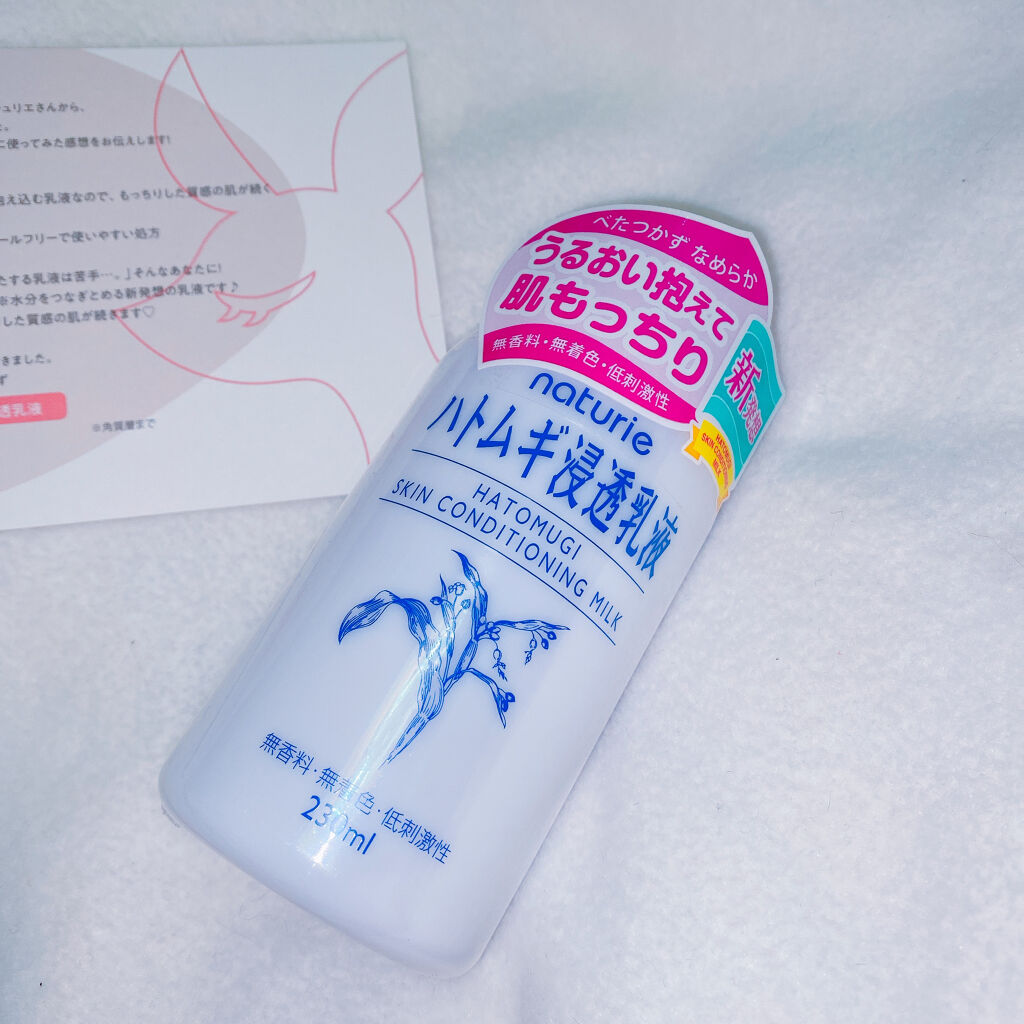 ュリエさんから、
に使ってみた感想をお伝えします!
抱え込む乳液なので、もっちりした質感の肌が続く
ールフリーで使いやすい処方
たする乳液は苦手…。」そんなあなたに!
※水分をつなぎとめる新発想の乳液です♪
した質感の肌が続きます♡
きました。
ず
透乳液
※角質層まで
べたつかず なめらか
うるおい抱えて
肌もっちり
無香料・無着色・低刺激性
新発想
HATOMUGI
SKIN CONDITIONING
MILK
naturie
ハトムギ浸透乳液
HATOMUGI
SKIN CONDITIONING MILK
無香料・無着色・低刺激性
230ml